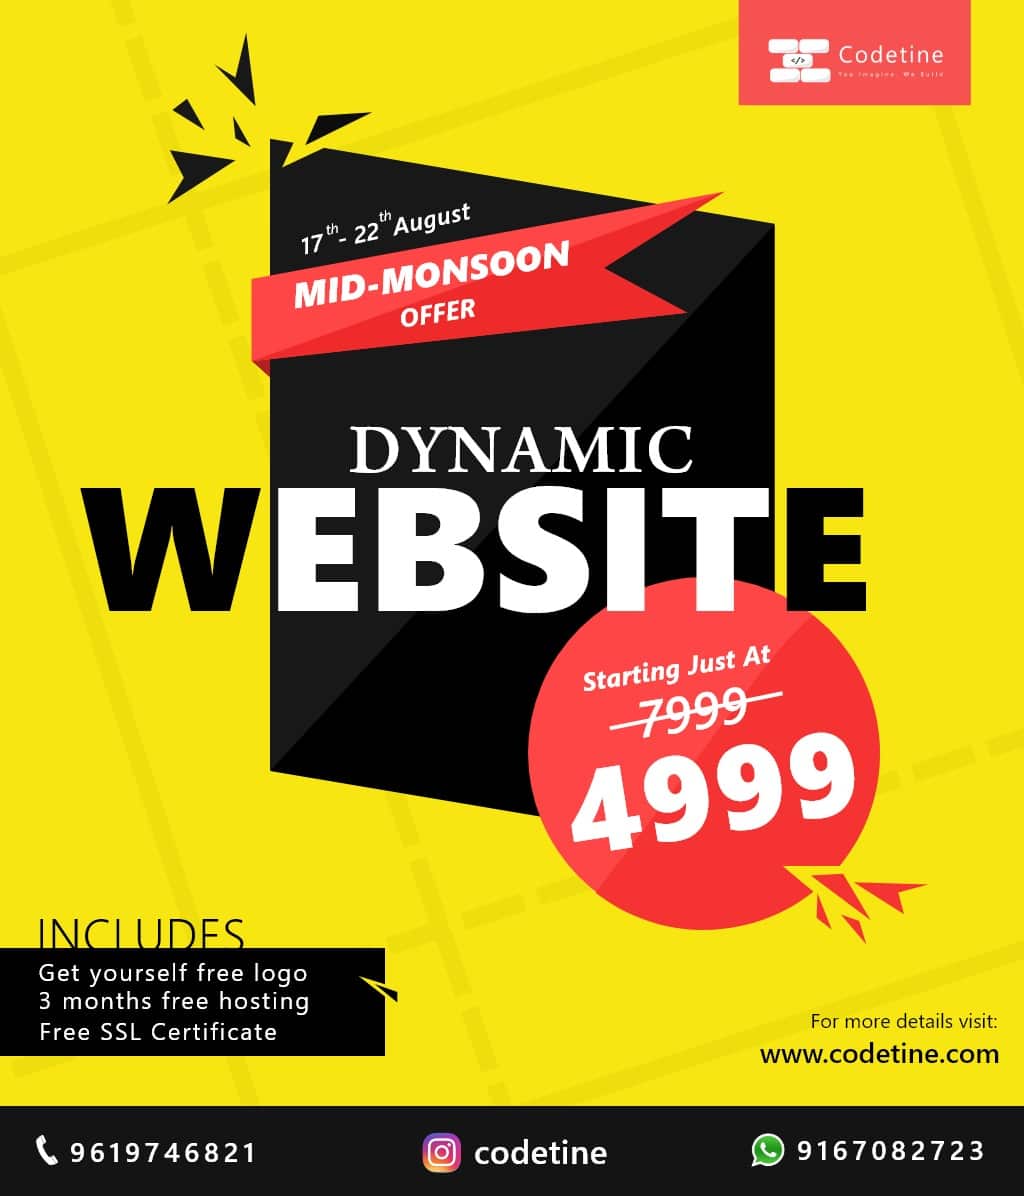 </> Codetine
You Imagine, We Build
17th - 22th August
MID-MONSOON
OFFER
DYNAMIC
WEBSITE
Starting Just At
7999
4999
INCLUDES
Get yourself free logo
3 months free hosting
Free SSL Certificate
For more details visit:
www.codetine.com
9619746821
codetine
9167082723